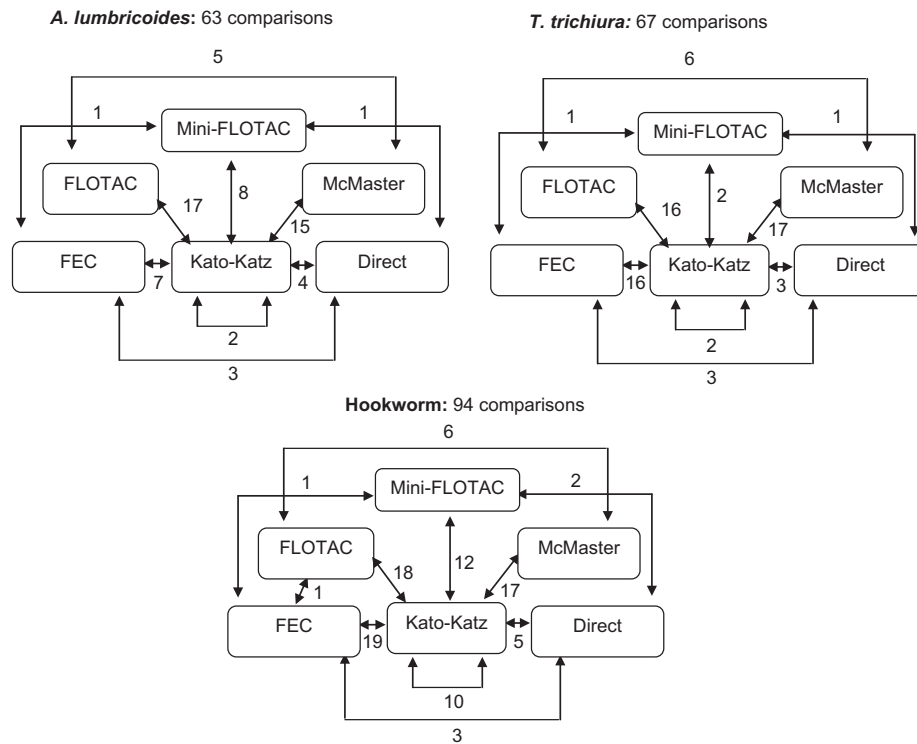 A. lumbricoides: 63 comparisons
5
1
1
Mini-FLOTAC
FLOTAC
McMaster
17
8
15
FEC
Kato-Katz
Direct
7
4
2
3
T. trichiura: 67 comparisons
6
1
1
Mini-FLOTAC
FLOTAC
McMaster
16
2
17
FEC
Kato-Katz
Direct
16
3
2
3
Hookworm: 94 comparisons
6
1
2
Mini-FLOTAC
FLOTAC
McMaster
18
12
17
1
FEC
Kato-Katz
Direct
19
5
10
3